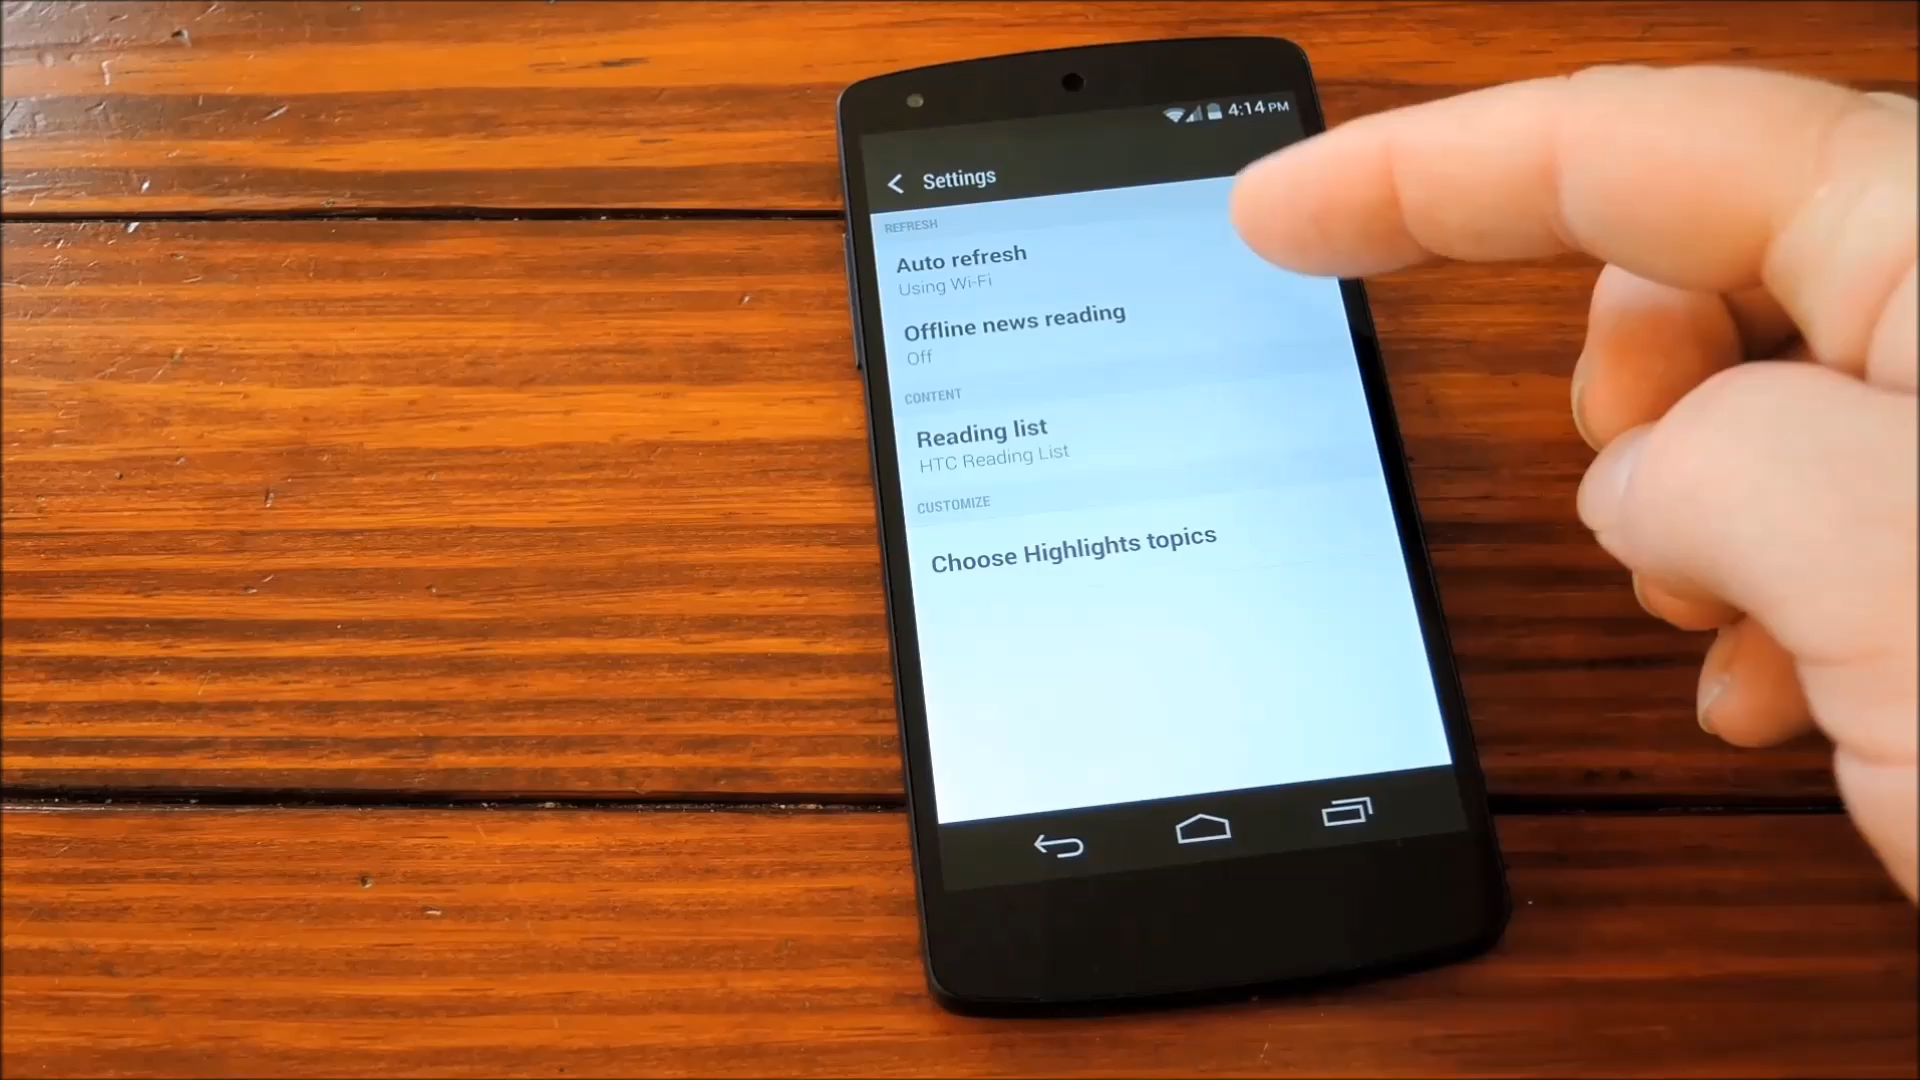 4:14 PM
Settings
REFRESH
Auto refresh
Using Wi-Fi
Offline news reading
Off
CONTENT
Reading list
HTC Reading List
CUSTOMIZE
Choose Highlights topics